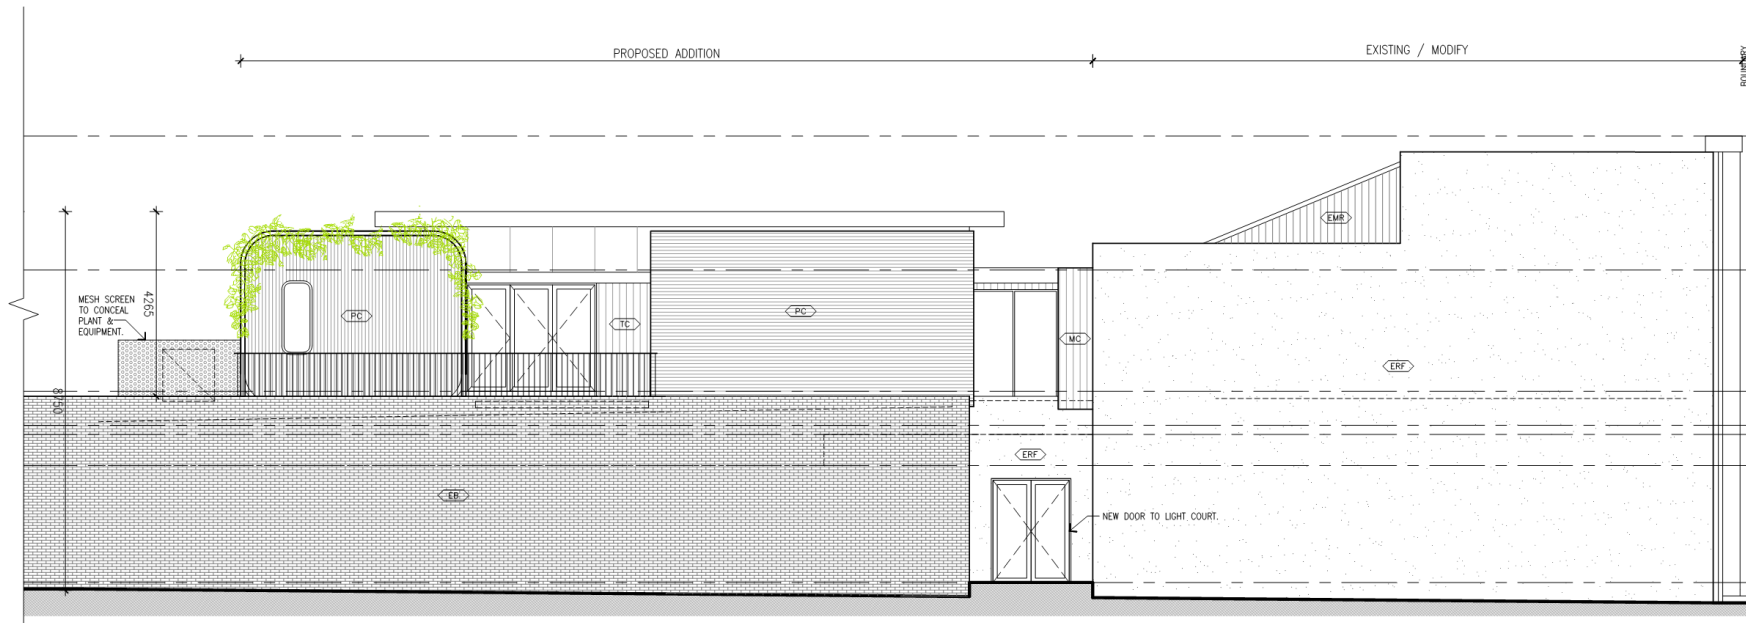 PROPOSED ADDITION
EXISTING / MODIFY
BOUNDARY
EMR
MESH SCREEN
TO CONCEAL
PLANT &
EQUIPMENT.
4265
PC
TC
PC
MC
ERF
8750
ERF
EB
NEW DOOR TO LIGHT COURT.